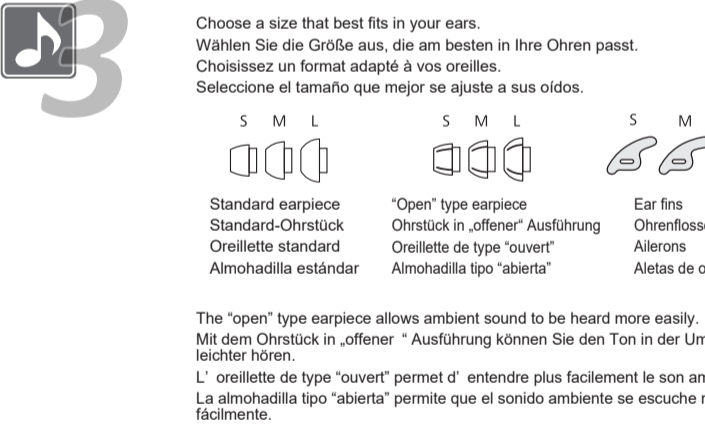 3
Choose a size that best fits in your ears.
Wählen Sie die Größe aus, die am besten in Ihre Ohren passt.
Choisissez un format adapté à vos oreilles.
Seleccione el tamaño que mejor se ajuste a sus oídos.
S M L S M L S M
Standard earpiece “Open” type earpiece Ear fins
Standard-Ohrstück Ohrstück in „offener“ Ausführung
Oreillette standard Oreillette de type “ouvert” Ailerons
Almohadilla estándar Almohadilla tipo “abierta” Aletas de
The “open” type earpiece allows ambient sound to be heard more easily.
Mit dem Ohrstück in „offener “ Ausführung können Sie den Ton in der
leichter hören.
L’ oreillette de type “ouvert” permet d’ entendre plus facilement le son
La almohadilla tipo “abierta” permite que el sonido ambiente se escuche
fácilmente.